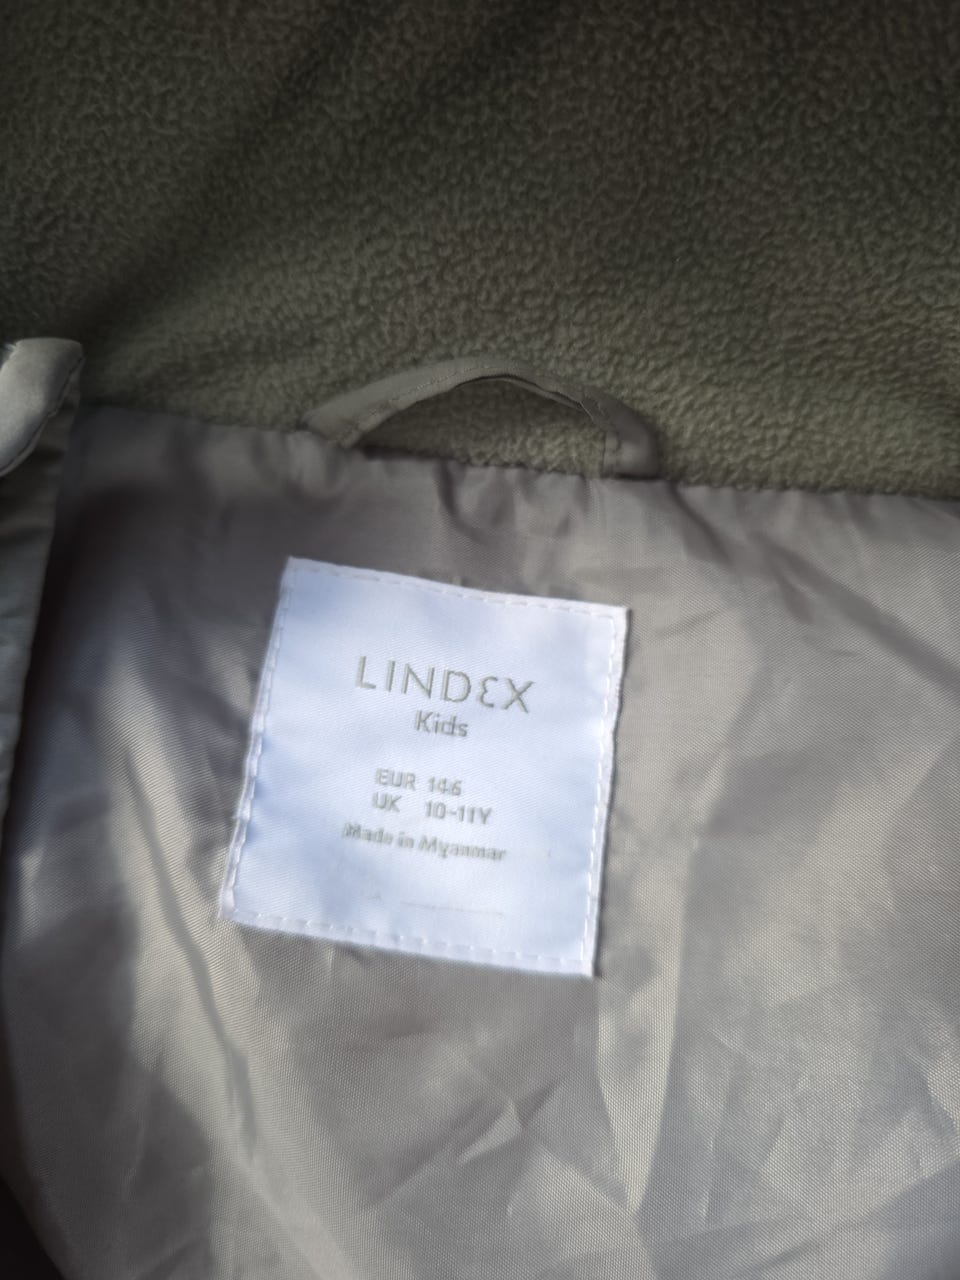 LINDEX
Kids
EUR 146
UK 10-11Y
Made in Myanmar